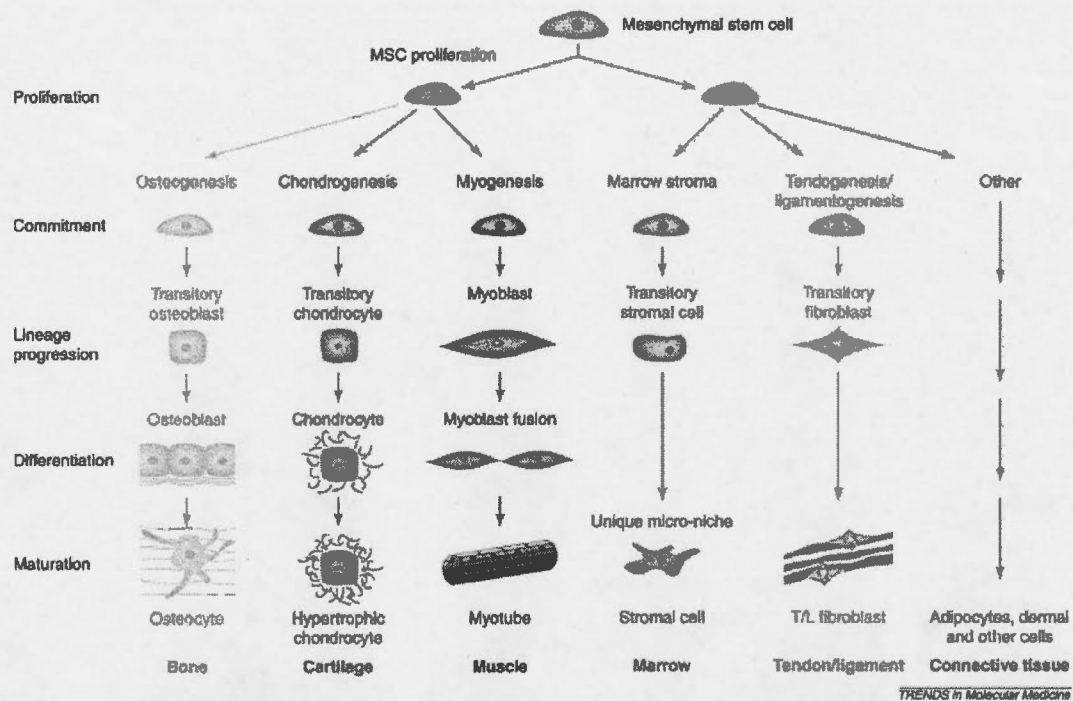 Mesenchymal stem cell
MSC proliferation
Proliferation
Osteogenesis
Chondrogenesis
Myogenesis
Marrow stroma
Tendogenesis/
ligamentogenesis
Other
Commitment
Transitory
osteoblast
Transitory
chondrocyte
Myoblast
Transitory
stromal cell
Transitory
fibroblast
Lineage
progression
Osteoblast
Chondrocyte
Myoblast fusion
Differentiation
Unique micro-niche
Maturation
Osteocyte
Hypertrophic
chondrocyte
Myotube
Stromal cell
T/L fibroblast
Adipocytes, dermal
and other cells
Bone
Cartilage
Muscle
Marrow
Tendon/ligament
Connective tissue
TRENDS in Molecular Medicine